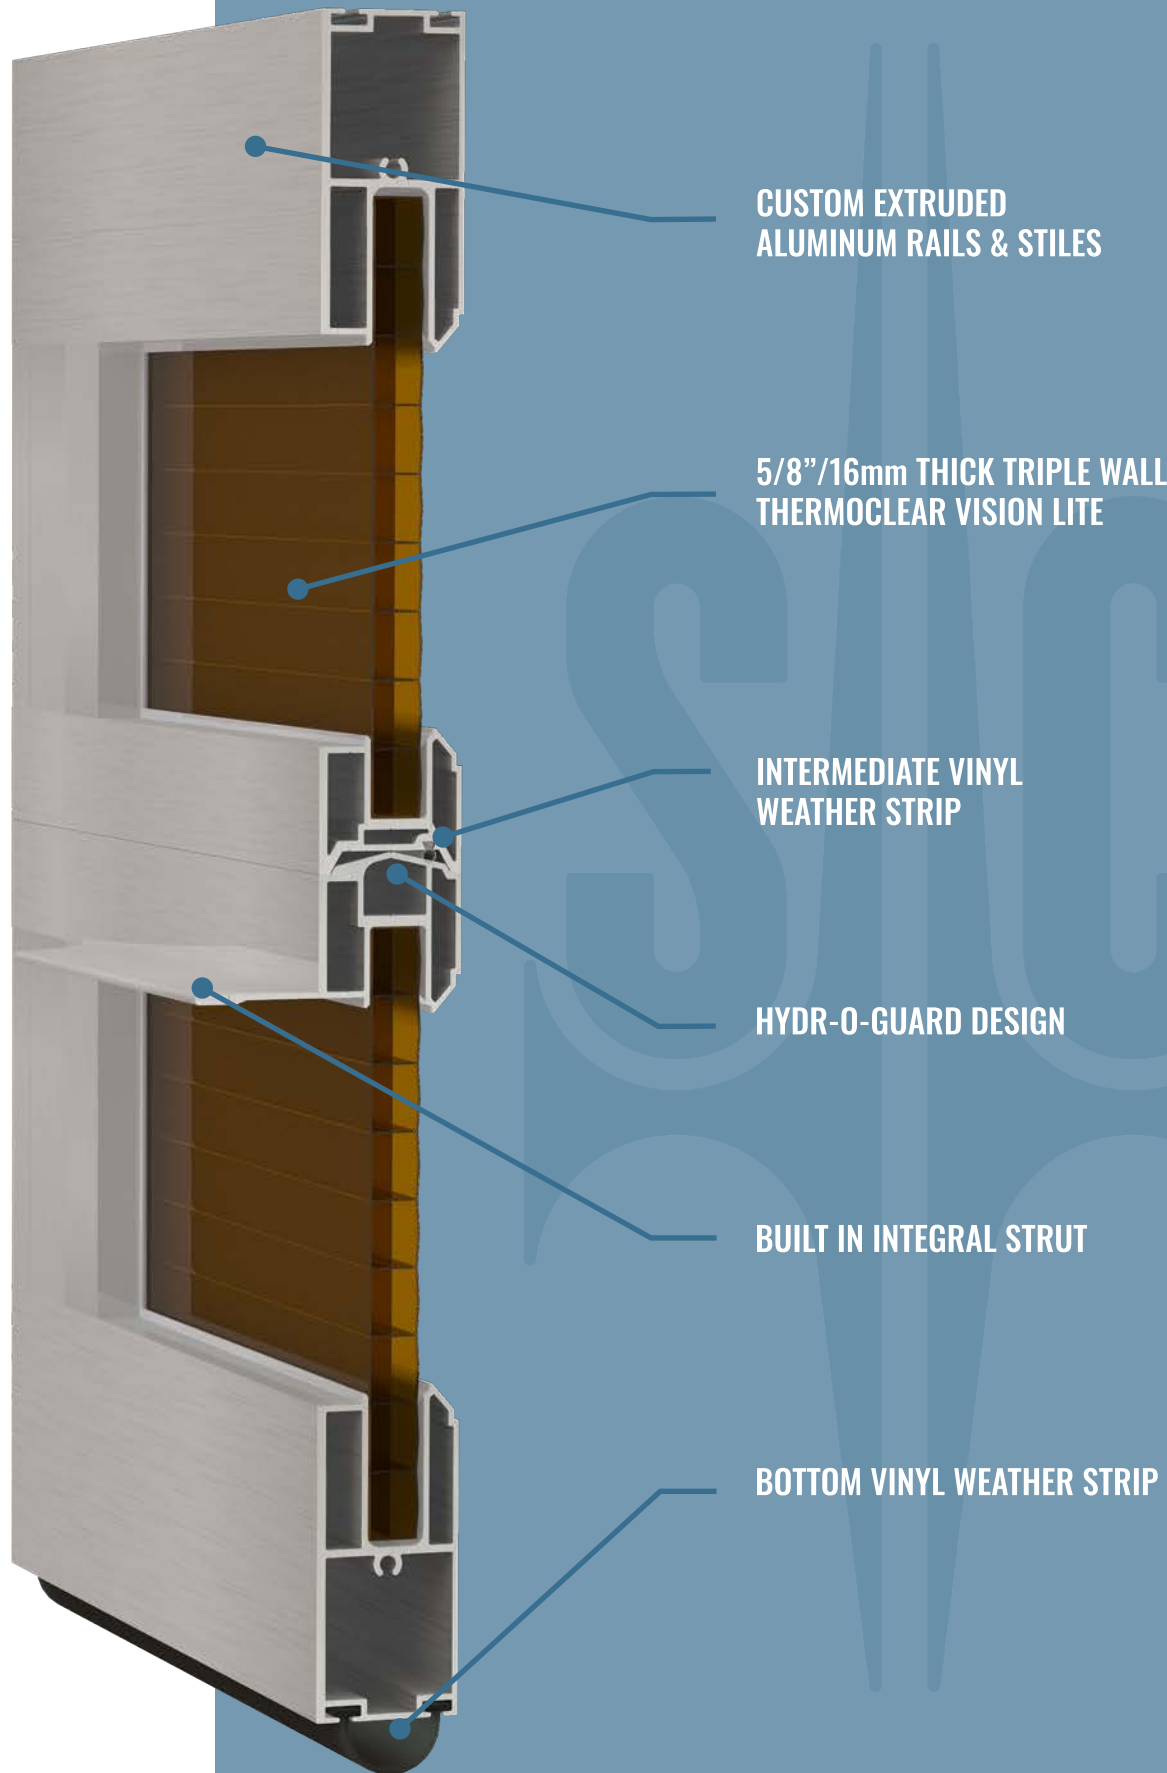 CUSTOM EXTRUDED
ALUMINUM RAILS & STILES
5/8”/16mm THICK TRIPLE WALL
THERMOCLEAR VISION LITE
INTERMEDIATE VINYL
WEATHER STRIP
HYDR-O-GUARD DESIGN
BUILT IN INTEGRAL STRUT
BOTTOM VINYL WEATHER STRIP